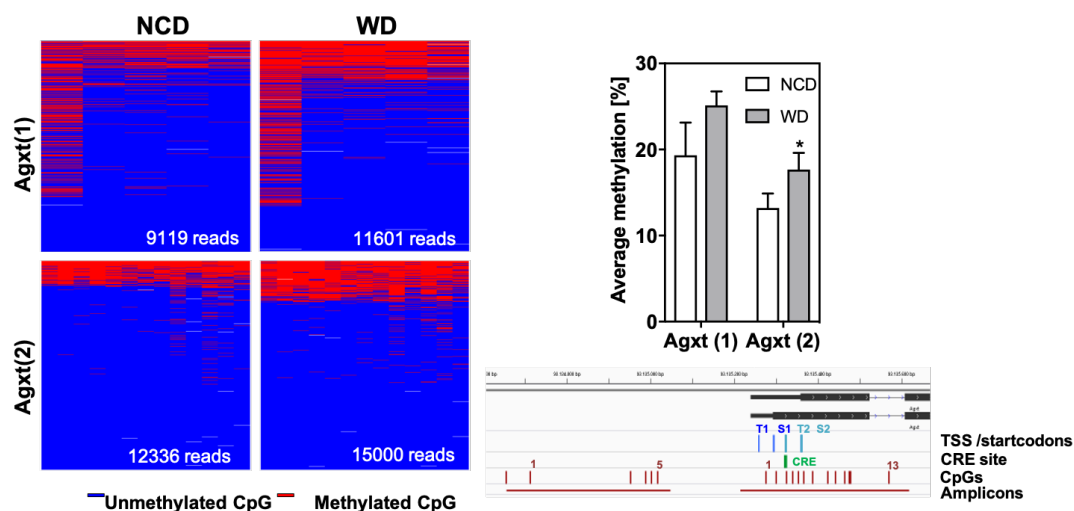 NCD WD
Agxt(1)
9119 reads
11601 reads
Agxt(2)
12336 reads
15000 reads
Unmethylated CpG Methylated CpG
Average methylation [%]
30
20
10
0
NCD
WD
*
Agxt (1) Agxt (2)
Agxt
Agxt
T1 S1 T2 S2
TSS /startcodons
CRE
CRE site
1 5 1 13
CpGs
Amplicons